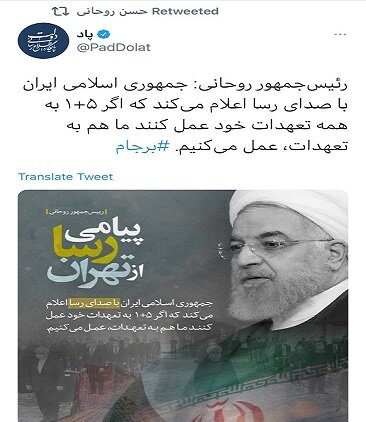 حسن روحانی Retweeted
پاد
@PadDolat
رئیس‌جمهور روحانی: جمهوری اسلامی ایران
با صدای رسا اعلام می‌کند که اگر ۵+۱ به
همه تعهدات خود عمل کنند ما هم به
تعهدات، عمل می‌کنیم. #برجام
Translate Tweet
رئیس‌جمهور روحانی
پیامی
رسا
از تهران
جمهوری اسلامی ایران با صدای رسا اعلام
می‌کند که اگر ۵+۱ به تعهدات خود عمل
کنند ما هم به تعهدات، عمل می‌کنیم